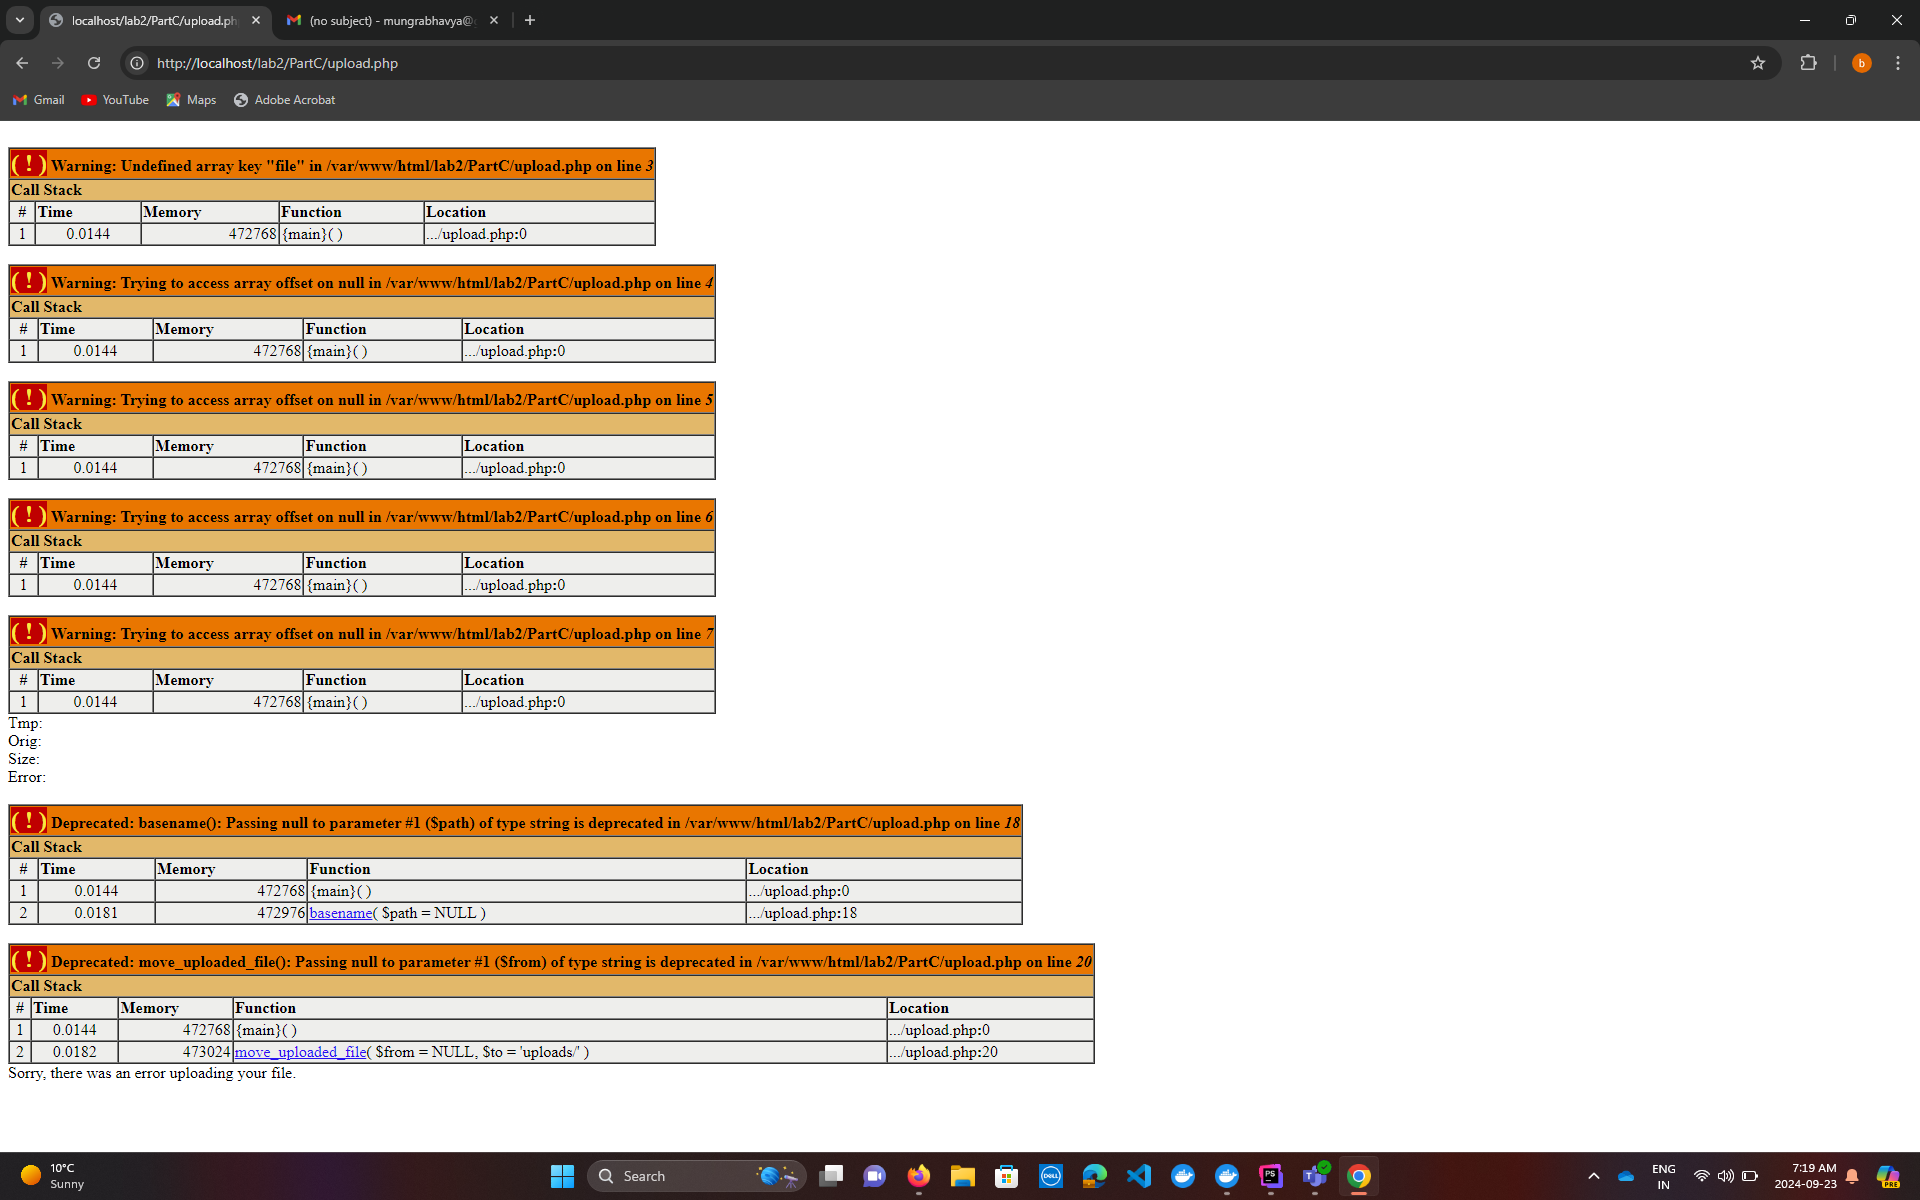 localhost/lab2/PartC/upload.ph
(no subject) - mungrabhavya@g
http://localhost/lab2/PartC/upload.php
b
Gmail
YouTube
Maps
Adobe Acrobat
( ! ) Warning: Undefined array key "file" in /var/www/html/lab2/PartC/upload.php on line 3
Call Stack
# Time Memory Function Location
1 0.0144 472768 {main}( ) .../upload.php:0
( ! ) Warning: Trying to access array offset on null in /var/www/html/lab2/PartC/upload.php on line 4
Call Stack
# Time Memory Function Location
1 0.0144 472768 {main}( ) .../upload.php:0
( ! ) Warning: Trying to access array offset on null in /var/www/html/lab2/PartC/upload.php on line 5
Call Stack
# Time Memory Function Location
1 0.0144 472768 {main}( ) .../upload.php:0
( ! ) Warning: Trying to access array offset on null in /var/www/html/lab2/PartC/upload.php on line 6
Call Stack
# Time Memory Function Location
1 0.0144 472768 {main}( ) .../upload.php:0
( ! ) Warning: Trying to access array offset on null in /var/www/html/lab2/PartC/upload.php on line 7
Call Stack
# Time Memory Function Location
1 0.0144 472768 {main}( ) .../upload.php:0
Tmp:
Orig:
Size:
Error:
( ! ) Deprecated: basename(): Passing null to parameter #1 ($path) of type string is deprecated in /var/www/html/lab2/PartC/upload.php on line 18
Call Stack
# Time Memory Function Location
1 0.0144 472768 {main}( ) .../upload.php:0
2 0.0181 472976 basename( $path = NULL ) .../upload.php:18
( ! ) Deprecated: move_uploaded_file(): Passing null to parameter #1 ($from) of type string is deprecated in /var/www/html/lab2/PartC/upload.php on line 20
Call Stack
# Time Memory Function Location
1 0.0144 472768 {main}( ) .../upload.php:0
2 0.0182 473024 move_uploaded_file( $from = NULL, $to = 'uploads/' ) .../upload.php:20
Sorry, there was an error uploading your file.
10°C
Sunny
Search
DELL
PS
ENG
IN
7:19 AM
2024-09-23
PRE